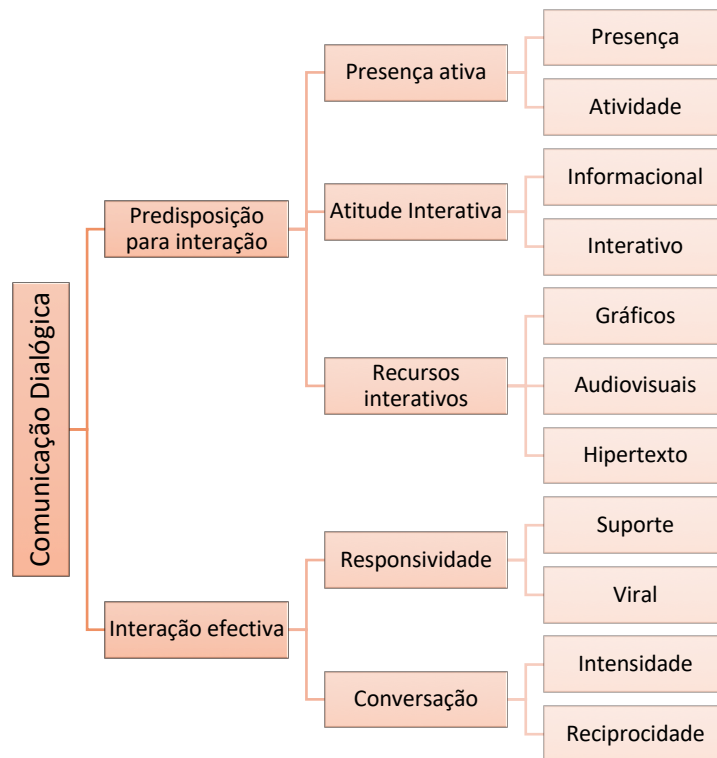 Comunicação Dialógica
Predisposição
para interação
Presença ativa
Presença
Atividade
Atitude Interativa
Informacional
Interativo
Recursos
interativos
Gráficos
Audiovisuais
Hipertexto
Interação efectiva
Responsividade
Suporte
Viral
Conversação
Intensidade
Reciprocidade